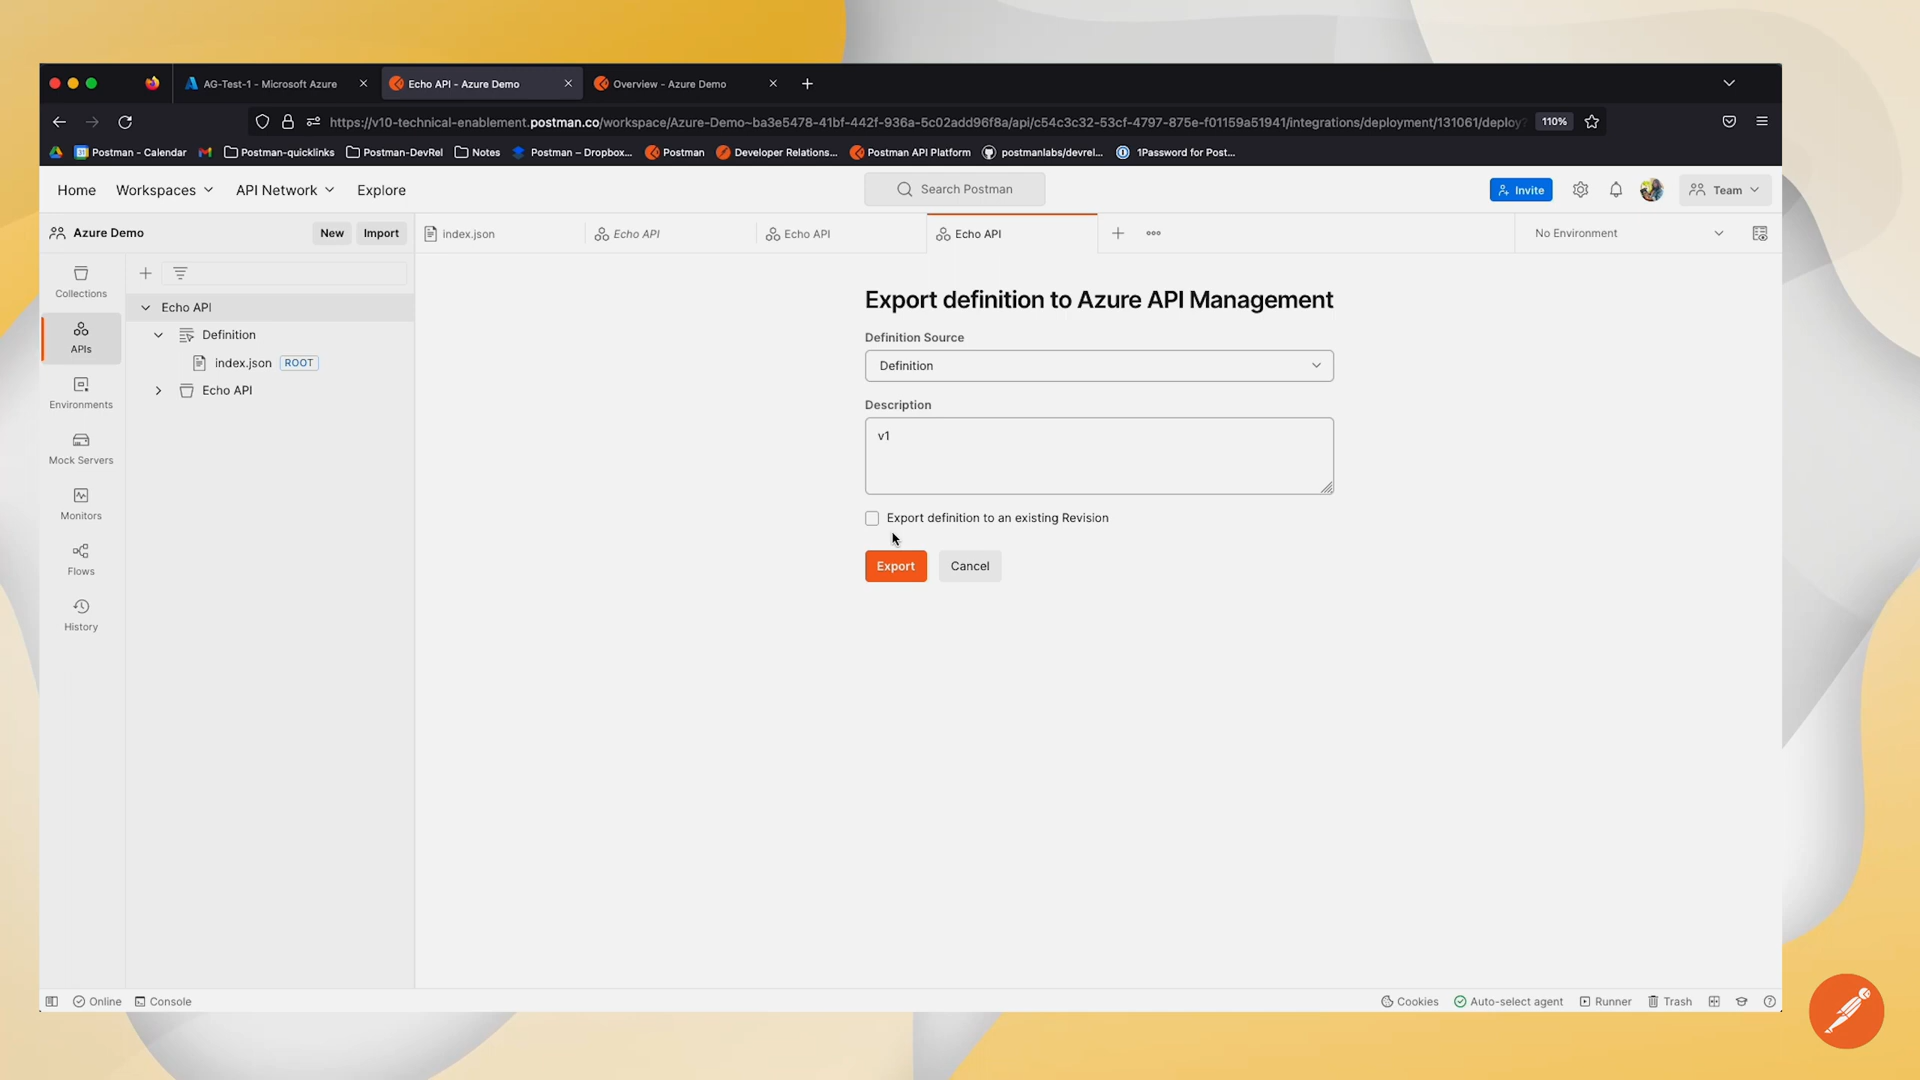 AG-Test-1 - Microsoft Azure
Echo API - Azure Demo
Overview - Azure Demo
https://v10-technical-enablement.postman.co/workspace/Azure-Demo~ba3e5478-41bf-442f-936a-5c02add96f8a/api/c54c3c32-53cf-4797-875e-f01159a51941/integrations/deployment/131061/deploy?
110%
Postman - Calendar
Postman-quicklinks
Postman-DevRel
Notes
Postman – Dropbox...
Postman
Developer Relations...
Postman API Platform
postmanlabs/devrel...
1Password for Post...
Home
Workspaces
API Network
Explore
Search Postman
Invite
Team
Azure Demo
New
Import
index.json
Echo API
Echo API
Echo API
No Environment
Collections
APIs
Environments
Mock Servers
Monitors
Flows
History
Echo API
Definition
index.json ROOT
Echo API
Export definition to Azure API Management
Definition Source
Definition
Description
v1
Export definition to an existing Revision
Export
Cancel
Online
Console
Cookies
Auto-select agent
Runner
Trash